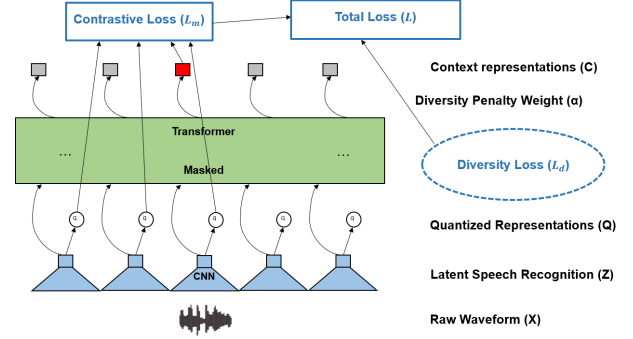 Contrastive Loss (Lm)
Total Loss (L)
Context representations (C)
Diversity Penalty Weight (α)
Transformer
...
...
Masked
Diversity Loss (Ld)
q
q
q
q
q
Quantized Representations (Q)
CNN
Latent Speech Recognition (Z)
Raw Waveform (X)